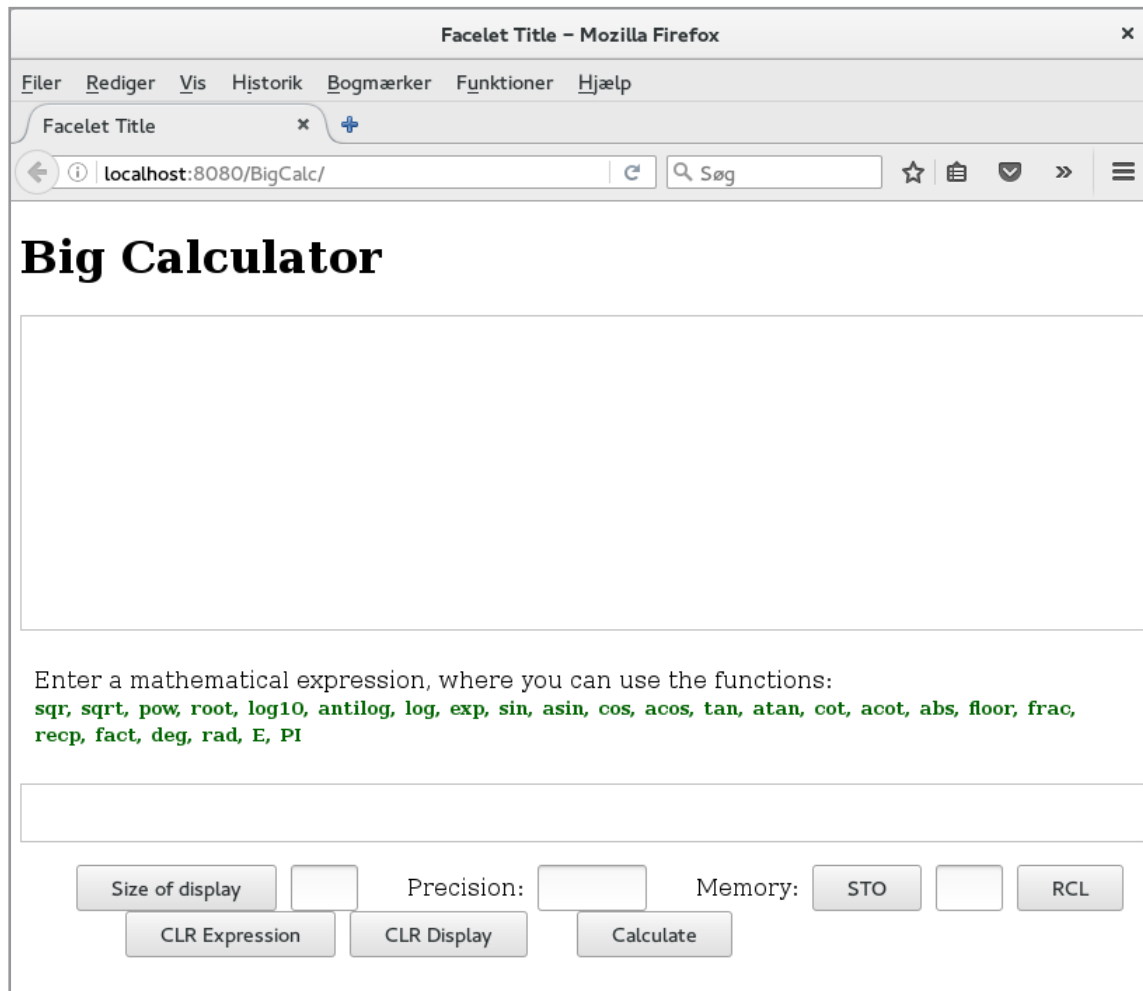 Facelet Title – Mozilla Firefox
Filer Rediger Vis Historik Bogmærker Funktioner Hjælp
Facelet Title
localhost:8080/BigCalc/ Søg
Big Calculator
Enter a mathematical expression, where you can use the functions:
sqr, sqrt, pow, root, log10, antilog, log, exp, sin, asin, cos, acos, tan, atan, cot, acot, abs, floor, frac,
recp, fact, deg, rad, E, PI
Size of display Precision: Memory: STO RCL
CLR Expression CLR Display Calculate